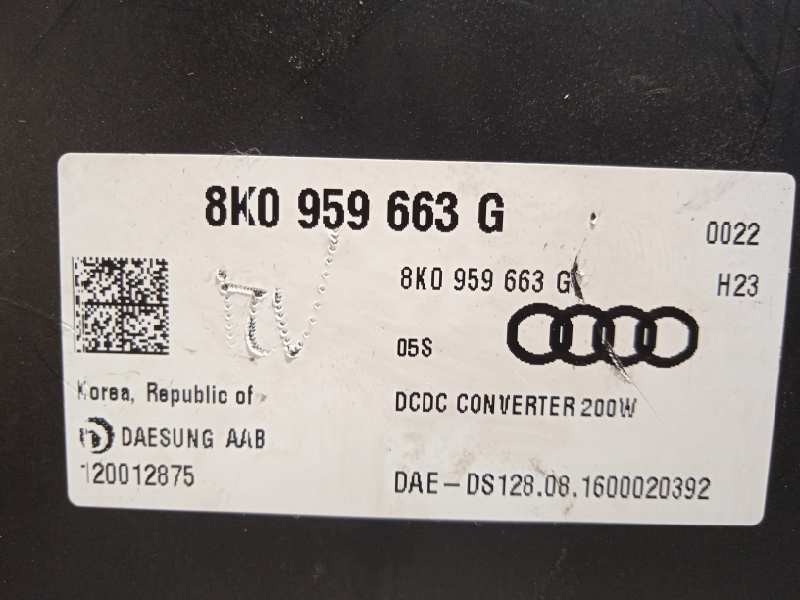 8K0 959 663 G
0022
8K0 959 663 G
H23
05S
Korea, Republic of
DCDC CONVERTER 200W
DAESUNG AAB
120012875
DAE-DS128.08.1600020392